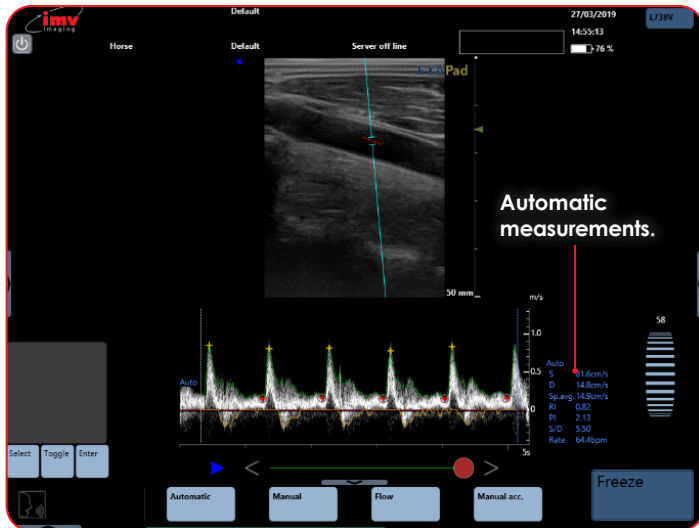 imv
imaging
Default
27/03/2019
L738V
14:55:13
76 %
Horse
Default
Server off line
Pad
Automatic
measurements.
50 mm
m/s
1.0
0.5
0
5s
58
Auto
Auto
S 81.6cm/s
D 14.8cm/s
Sp.avg. 14.9cm/s
RI 0.82
PI 2.13
S/D 5.50
Rate 64.4bpm
Select
Toggle
Enter
Automatic
Manual
Flow
Manual acc.
Freeze